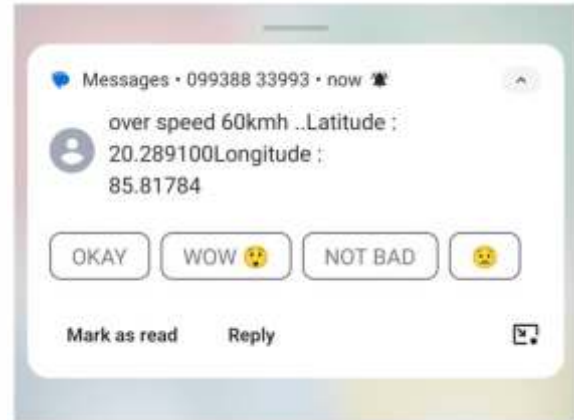 Messages • 099388 33993 • now
over speed 60kmh ..Latitude :
20.289100Longitude :
85.81784
OKAY
WOW 😲
NOT BAD
😟
Mark as read
Reply